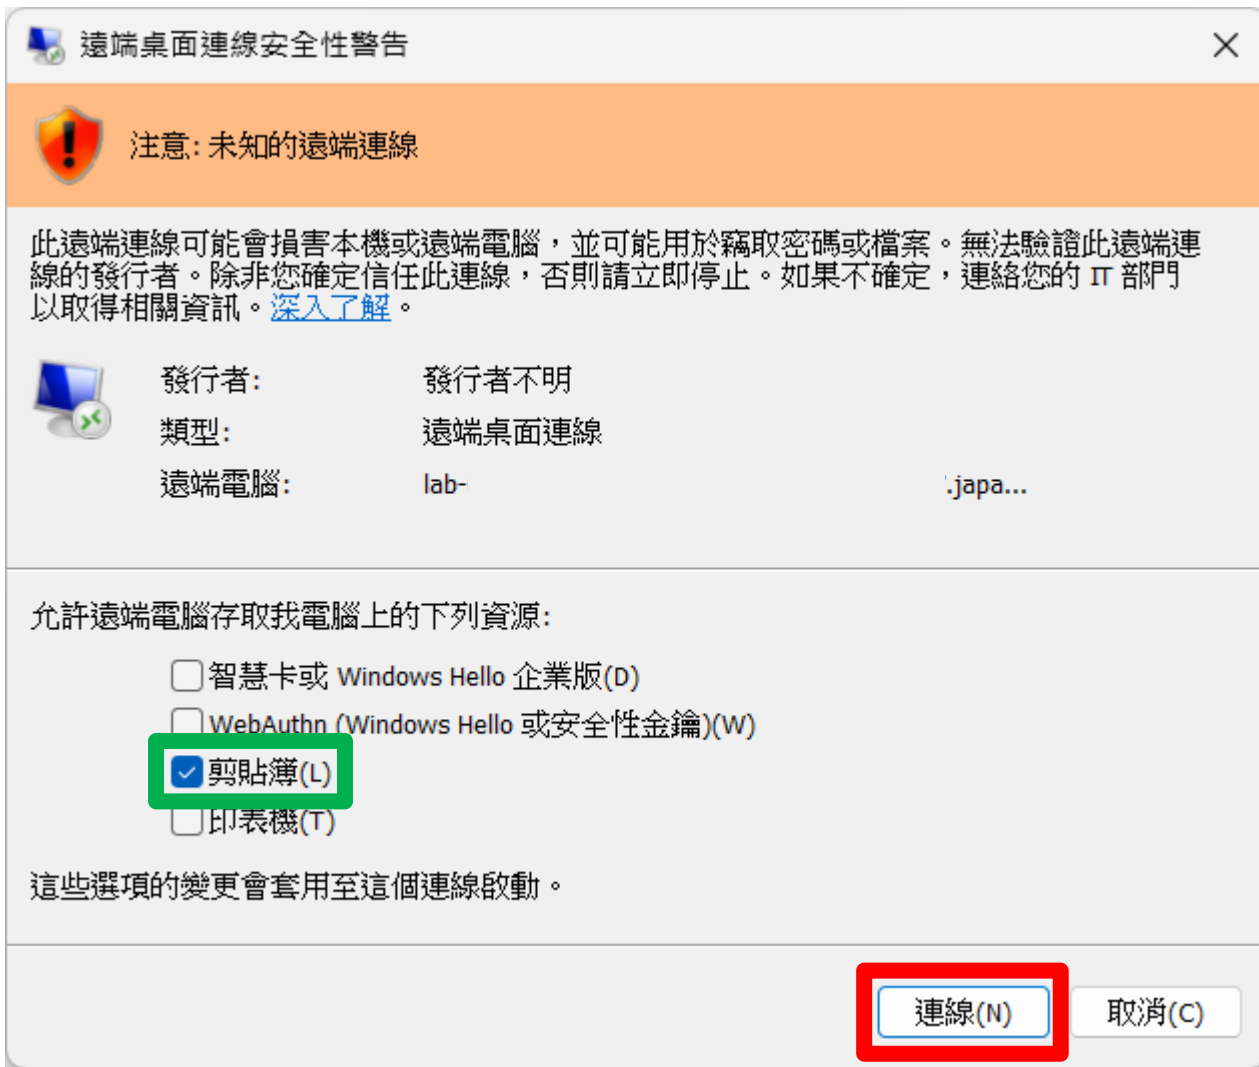 遠端桌面連線安全性警告
注意: 未知的遠端連線
此遠端連線可能會損害本機或遠端電腦，並可能用於竊取密碼或檔案。無法驗證此遠端連
線的發行者。除非您確定信任此連線，否則請立即停止。如果不確定，連絡您的 IT 部門
以取得相關資訊。深入了解。
發行者: 發行者不明
類型: 遠端桌面連線
遠端電腦: lab- .japa...
允許遠端電腦存取我電腦上的下列資源:
智慧卡或 Windows Hello 企業版(D)
WebAuthn (Windows Hello 或安全性金鑰)(W)
剪貼簿(L)
印表機(T)
這些選項的變更會套用至這個連線啟動。
連線(N) 取消(C)